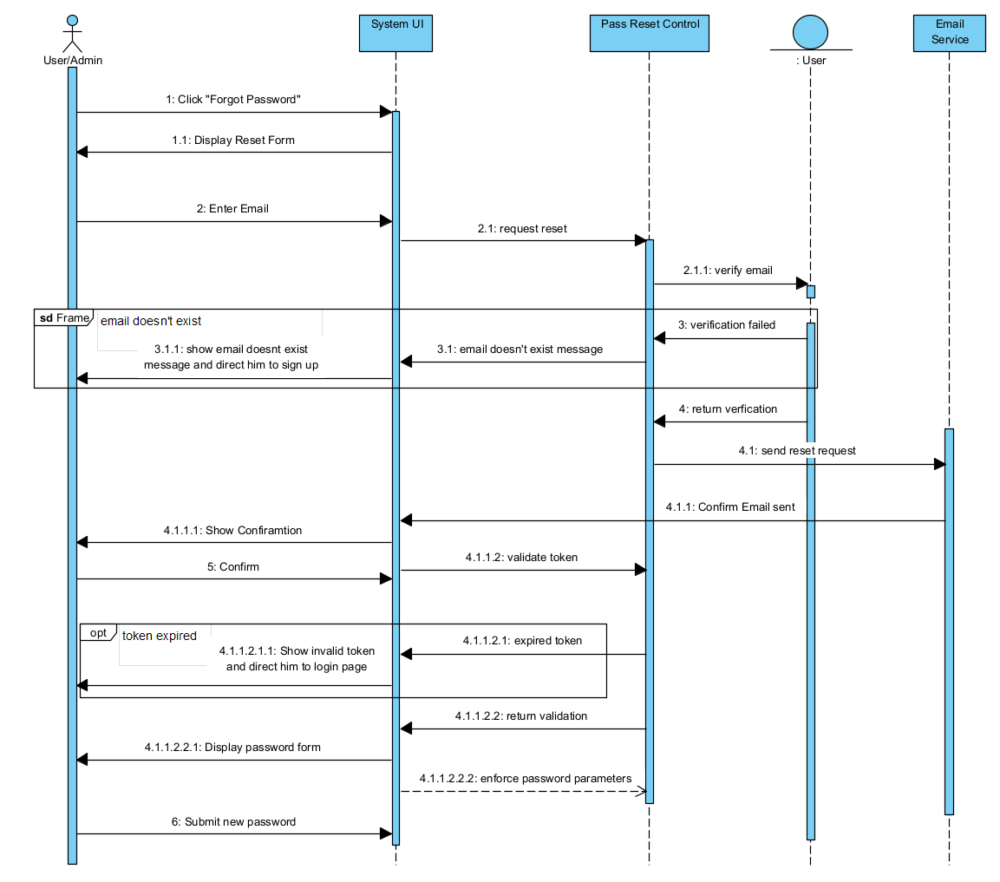 System UI
Pass Reset Control
Email
Service
User/Admin
: User
1: Click "Forgot Password"
1.1: Display Reset Form
2: Enter Email
2.1: request reset
2.1.1: verify email
sd Frame
email doesn't exist
3: verification failed
3.1: email doesn't exist message
3.1.1: show email doesnt exist
message and direct him to sign up
4: return verfication
4.1: send reset request
4.1.1: Confirm Email sent
4.1.1.1: Show Confiramtion
4.1.1.2: validate token
5: Confirm
opt
token expired
4.1.1.2.1: expired token
4.1.1.2.1.1: Show invalid token
and direct him to login page
4.1.1.2.2: return validation
4.1.1.2.2.1: Display password form
4.1.1.2.2.2: enforce password parameters
6: Submit new password